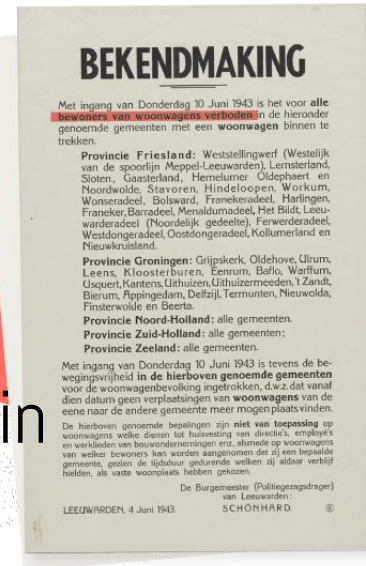 BEKENDMAKING
Met ingang van Donderdag 10 Juni 1943 is het voor alle
bewoners van woonwagens verboden in de hieronder
genoemde gemeenten met een woonwagen binnen te
trekken.
Provincie Friesland: Weststellingwerf (Westelijk
van de spoorlijn Meppel-Leeuwarden), Lemsterland,
Sloten, Gaasterland, Hemelumer Oldephaert en
Noordwolde, Stavoren, Hindeloopen, Workum,
Wonseradeel, Bolsward, Franekeradeel, Harlingen,
Franeker, Barradeel, Menaldumadeel, Het Bildt, Leeu-
warderadeel (Noordelijk gedeelte), Ferwerderadeel,
Westdongeradeel, Oostdongeradeel, Kollumerland en
Nieuwkruisland.
Provincie Groningen: Grijpskerk, Oldehove, Ulrum,
Leens, Kloosterburen, Eenrum, Baflo, Warffum,
Usquert, Kantens, Uithuizen, Uithuizermeeden, 't Zandt,
Bierum, Appingedam, Delfzijl, Termunten, Nieuwolda,
Finsterwolde en Beerta.
Provincie Noord-Holland: alle gemeenten.
Provincie Zuid-Holland: alle gemeenten;
Provincie Zeeland: alle gemeenten.
Met ingang van Donderdag 10 Juni 1943 is tevens de be-
wegingsvrijheid in de hierboven genoemde gemeenten
voor de woonwagenbevolking ingetrokken, d.w.z. dat vanaf
dien datum geen verplaatsingen van woonwagens van de
eene naar de andere gemeente meer mogen plaatsvinden.
in
De hierboven genoemde bepalingen zijn niet van toepassing op
woonwagens welke dienen tot huisvesting van directie's, employé's
en werklieden van bouwondernemingen enz. alsmede op woonwagens
van welker bewoners kan worden aangenomen dat zij een bepaalde
gemeente, gezien de tijdsduur gedurende welken zij aldaar verblijf
hielden, als vaste woonplaats hebben gekozen.
De Burgemeester (Politiegezagsdrager)
van Leeuwarden:
LEEUWARDEN, 4 Juni 1943. SCHÖNHARD.